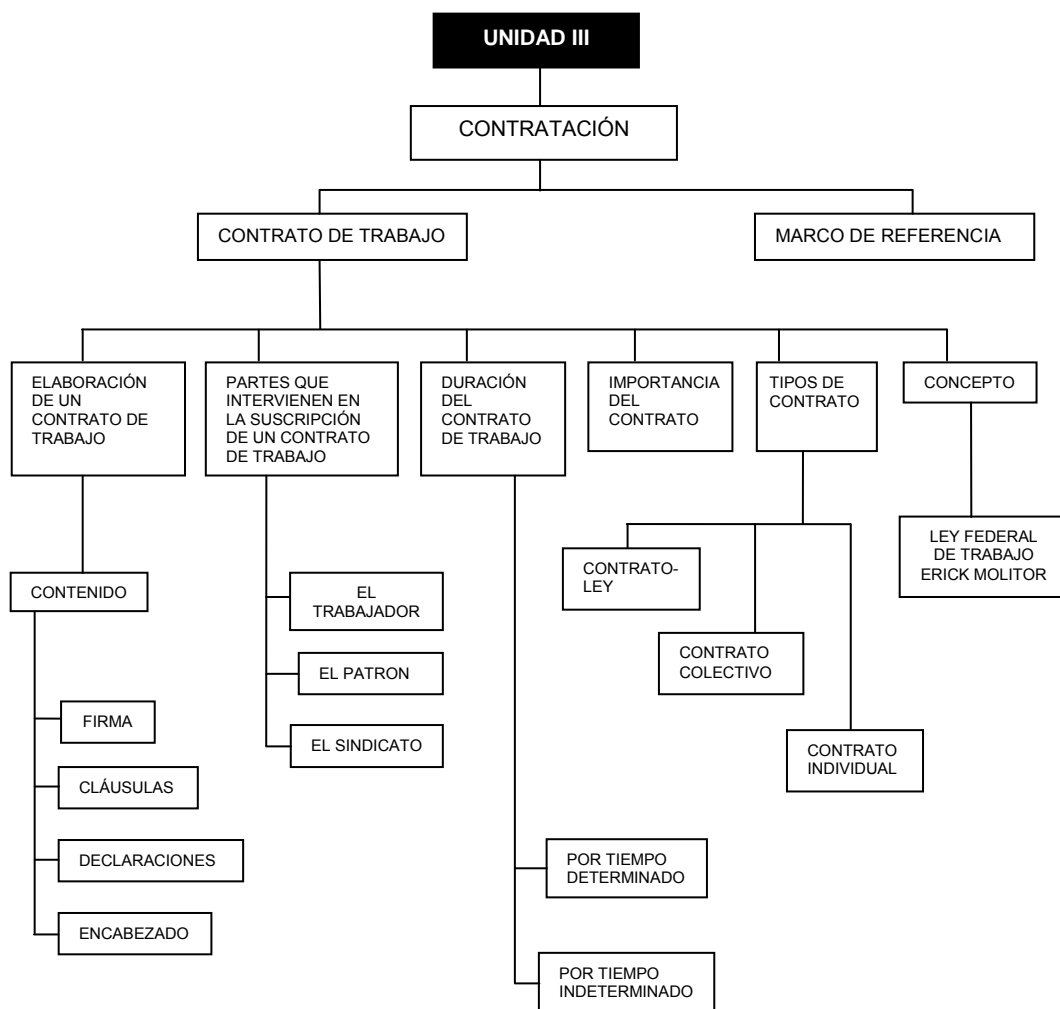 UNIDAD III
CONTRATACIÓN
CONTRATO DE TRABAJO
MARCO DE REFERENCIA
ELABORACIÓN
DE UN
CONTRATO DE
TRABAJO
PARTES QUE
INTERVIENEN EN
LA SUSCRIPCIÓN
DE UN CONTRATO
DE TRABAJO
DURACIÓN
DEL
CONTRATO
DE TRABAJO
IMPORTANCIA
DEL
CONTRATO
TIPOS DE
CONTRATO
CONCEPTO
CONTENIDO
FIRMA
CLÁUSULAS
DECLARACIONES
ENCABEZADO
EL
TRABAJADOR
EL PATRON
EL SINDICATO
POR TIEMPO
DETERMINADO
POR TIEMPO
INDETERMINADO
CONTRATO-
LEY
CONTRATO
COLECTIVO
CONTRATO
INDIVIDUAL
LEY FEDERAL
DE TRABAJO
ERICK MOLITOR